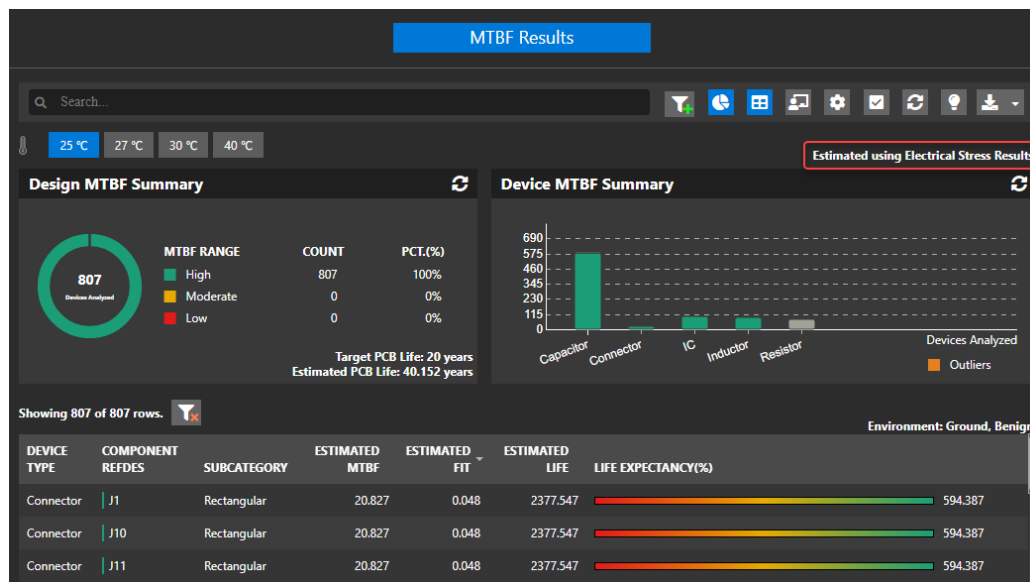 MTBF Results
Search...
25 ℃ 27 ℃ 30 ℃ 40 ℃
Estimated using Electrical Stress Results
Design MTBF Summary
807
Devices Analyzed
MTBF RANGE COUNT PCT.(%)
High 807 100%
Moderate 0 0%
Low 0 0%
Target PCB Life: 20 years
Estimated PCB Life: 40.152 years
Device MTBF Summary
690
575
460
345
230
115
0
Capacitor Connector IC Inductor Resistor
Devices Analyzed
Outliers
Showing 807 of 807 rows.
Environment: Ground, Benign
DEVICE TYPE COMPONENT REFDES SUBCATEGORY ESTIMATED MTBF ESTIMATED FIT ESTIMATED LIFE LIFE EXPECTANCY(%)
Connector J1 Rectangular 20.827 0.048 2377.547 594.387
Connector J10 Rectangular 20.827 0.048 2377.547 594.387
Connector J11 Rectangular 20.827 0.048 2377.547 594.387